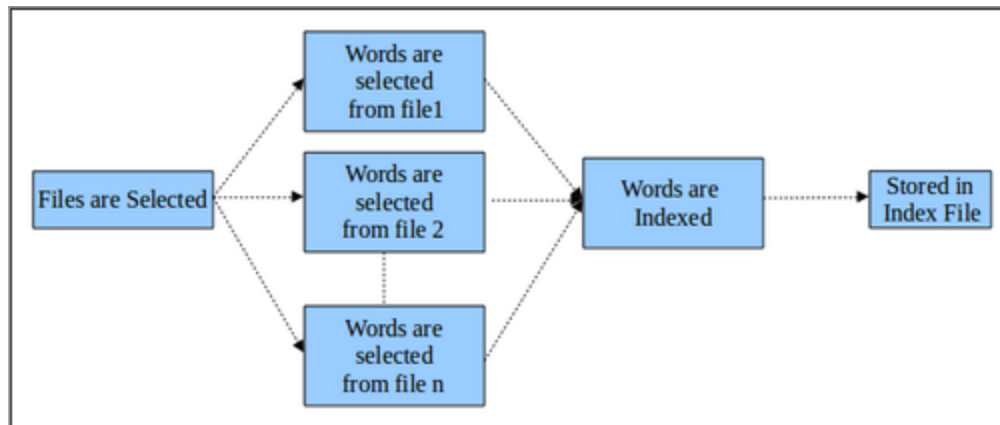 Files are Selected
Words are
selected
from file1
Words are
selected
from file 2
Words are
selected
from file n
Words are
Indexed
Stored in
Index File